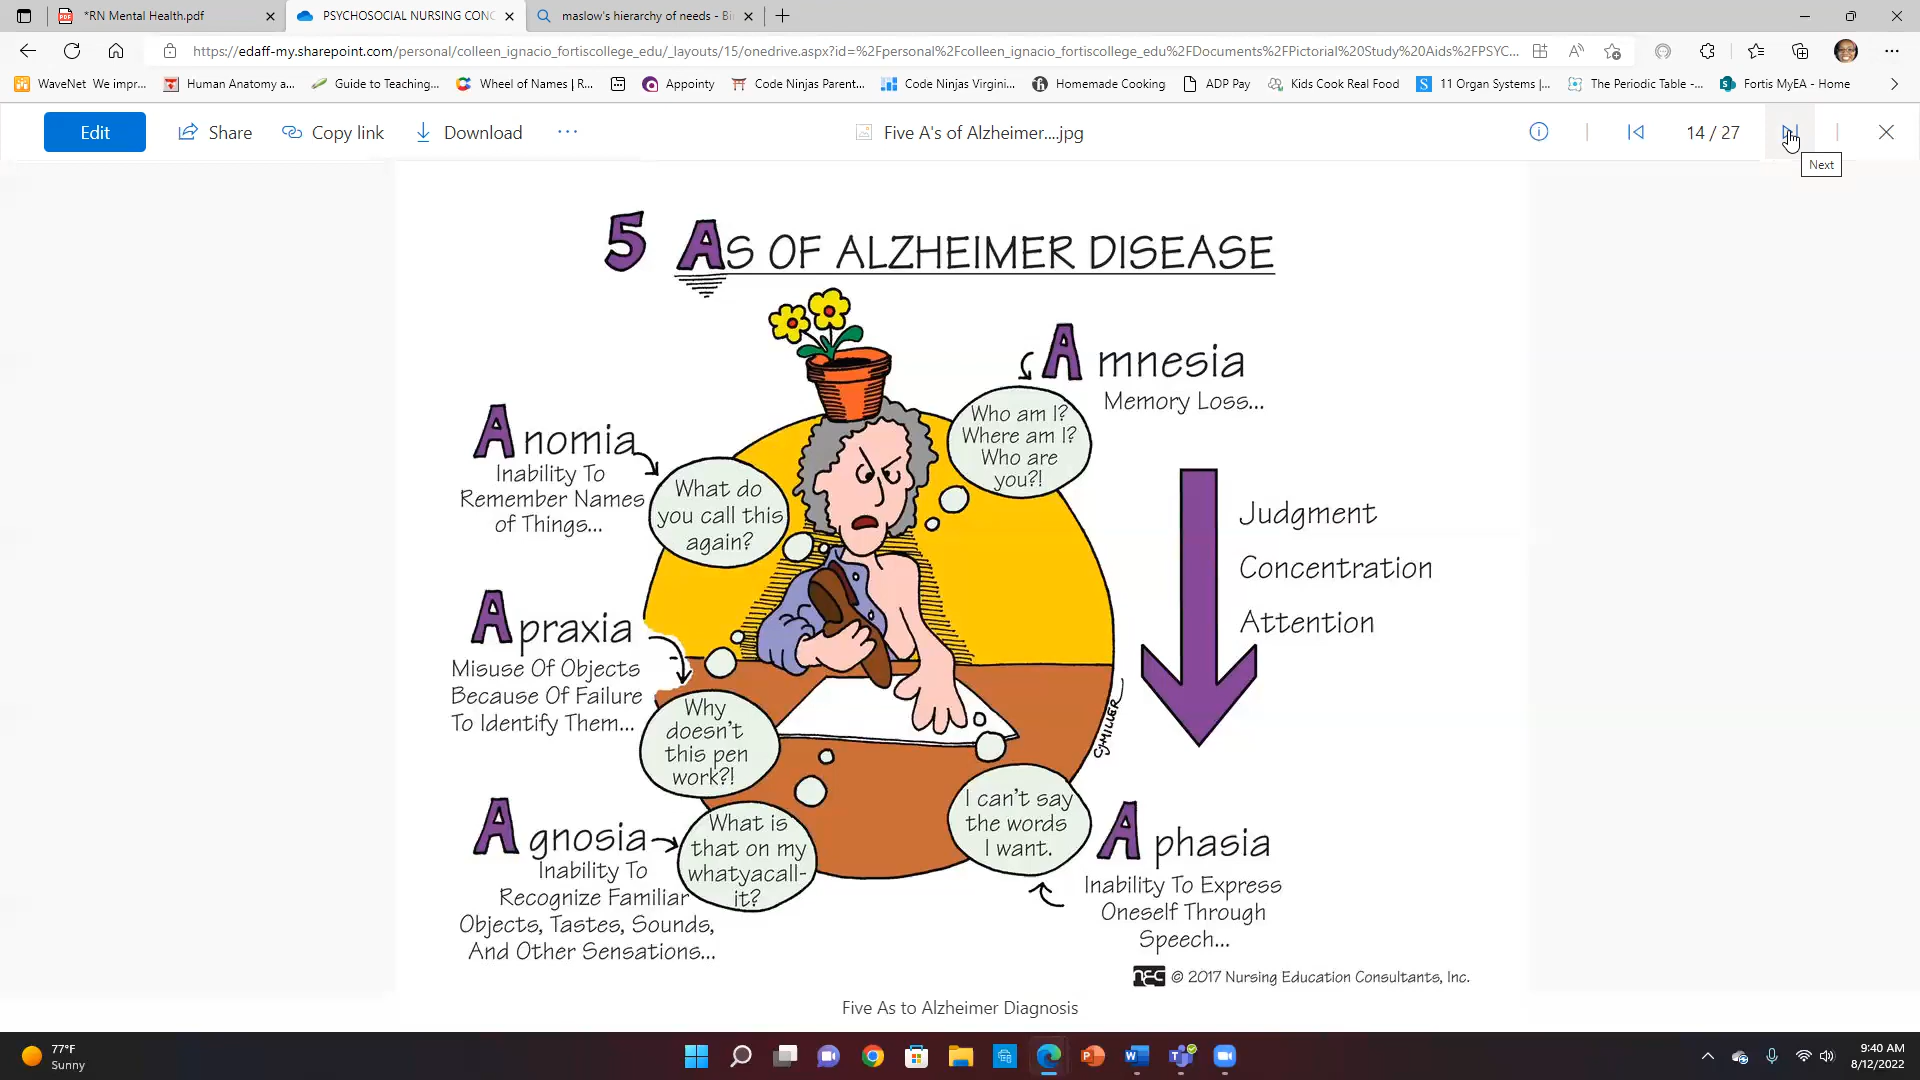 *RN Mental Health.pdf
PSYCHOSOCIAL NURSING CONC
maslow's hierarchy of needs - Bi
https://edaff-my.sharepoint.com/personal/colleen_ignacio_fortiscollege_edu/_layouts/15/onedrive.aspx?id=%2Fpersonal%2Fcolleen_ignacio_fortiscollege_edu%2FDocuments%2FPictorial%20Study%20Aids%2FPSYC...
WaveNet We impr...
Human Anatomy a...
Guide to Teaching...
Wheel of Names | R...
Appointy
Code Ninjas Parent...
Code Ninjas Virgini...
Homemade Cooking
ADP Pay
Kids Cook Real Food
11 Organ Systems |...
The Periodic Table -...
Fortis MyEA - Home
Edit
Share
Copy link
Download
Five A's of Alzheimer....jpg
14 / 27
Next
5 AS OF ALZHEIMER DISEASE
Amnesia
Memory Loss...
Who am I?
Where am I?
Who are
you?!
Anomia
Inability To
Remember Names
of Things...
What do
you call this
again?
Judgment
Concentration
Attention
Apraxia
Misuse Of Objects
Because Of Failure
To Identify Them...
Why
doesn't
this pen
work?!
CJMILLER
Agnosia
Inability To
Recognize Familiar
Objects, Tastes, Sounds,
And Other Sensations...
What is
that on my
whatyacall-
it?
I can't say
the words
I want.
Aphasia
Inability To Express
Oneself Through
Speech...
nec © 2017 Nursing Education Consultants, Inc.
Five As to Alzheimer Diagnosis
77°F
Sunny
9:40 AM
8/12/2022